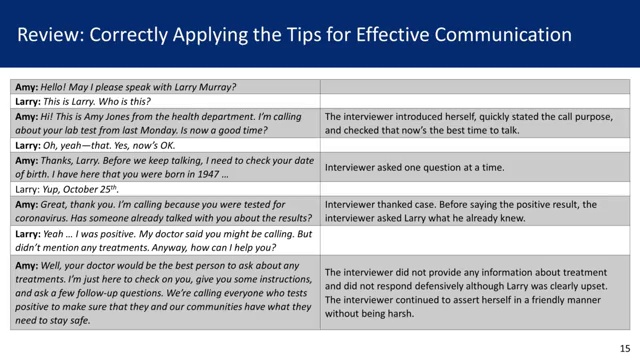 Review: Correctly Applying the Tips for Effective Communication
Amy: Hello! May I please speak with Larry Murray?
Larry: This is Larry. Who is this?
Amy: Hi! This is Amy Jones from the health department. I'm calling
about your lab test from last Monday. Is now a good time?
The interviewer introduced herself, quickly stated the call purpose,
and checked that now's the best time to talk.
Larry: Oh, yeah—that. Yes, now's OK.
Amy: Thanks, Larry. Before we keep talking, I need to check your date
of birth. I have here that you were born in 1947 …
Interviewer asked one question at a time.
Larry: Yup, October 25th.
Amy: Great, thank you. I'm calling because you were tested for
coronavirus. Has someone already talked with you about the results?
Interviewer thanked case. Before saying the positive result, the
interviewer asked Larry what he already knew.
Larry: Yeah … I was positive. My doctor said you might be calling. But
didn't mention any treatments. Anyway, how can I help you?
Amy: Well, your doctor would be the best person to ask about any
treatments. I'm just here to check on you, give you some instructions,
and ask a few follow-up questions. We're calling everyone who tests
positive to make sure that they and our communities have what they
need to stay safe.
The interviewer did not provide any information about treatment
and did not respond defensively although Larry was clearly upset.
The interviewer continued to assert herself in a friendly manner
without being harsh.
15